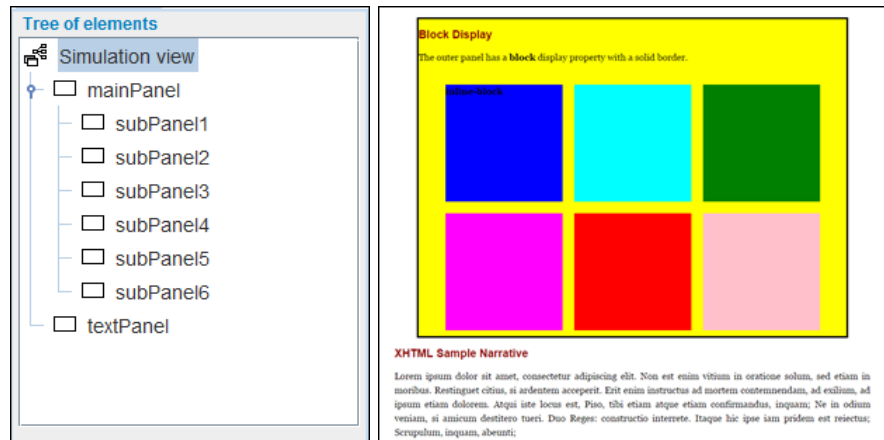 Tree of elements
Simulation view
mainPanel
subPanel1
subPanel2
subPanel3
subPanel4
subPanel5
subPanel6
textPanel
Block Display
The outer panel has a block display property with a solid border.
inline-block
XHTML Sample Narrative
Lorem ipsum dolor sit amet, consectetur adipiscing elit. Non est enim vitium in oratione solum, sed etiam in
moribus. Restinguet citius, si ardentem acceperit. Erit enim instructus ad mortem contemnendam, ad exilium, ad
ipsum etiam dolorem. Atqui iste locus est, Piso, tibi etiam atque etiam confirmandus, inquam; Ne in odium
veniam, si amicum destitero tueri. Duo Reges: constructio interrete. Itaque hic ipse iam pridem est reiectus;
Scrupulum, inquam, abeunti;